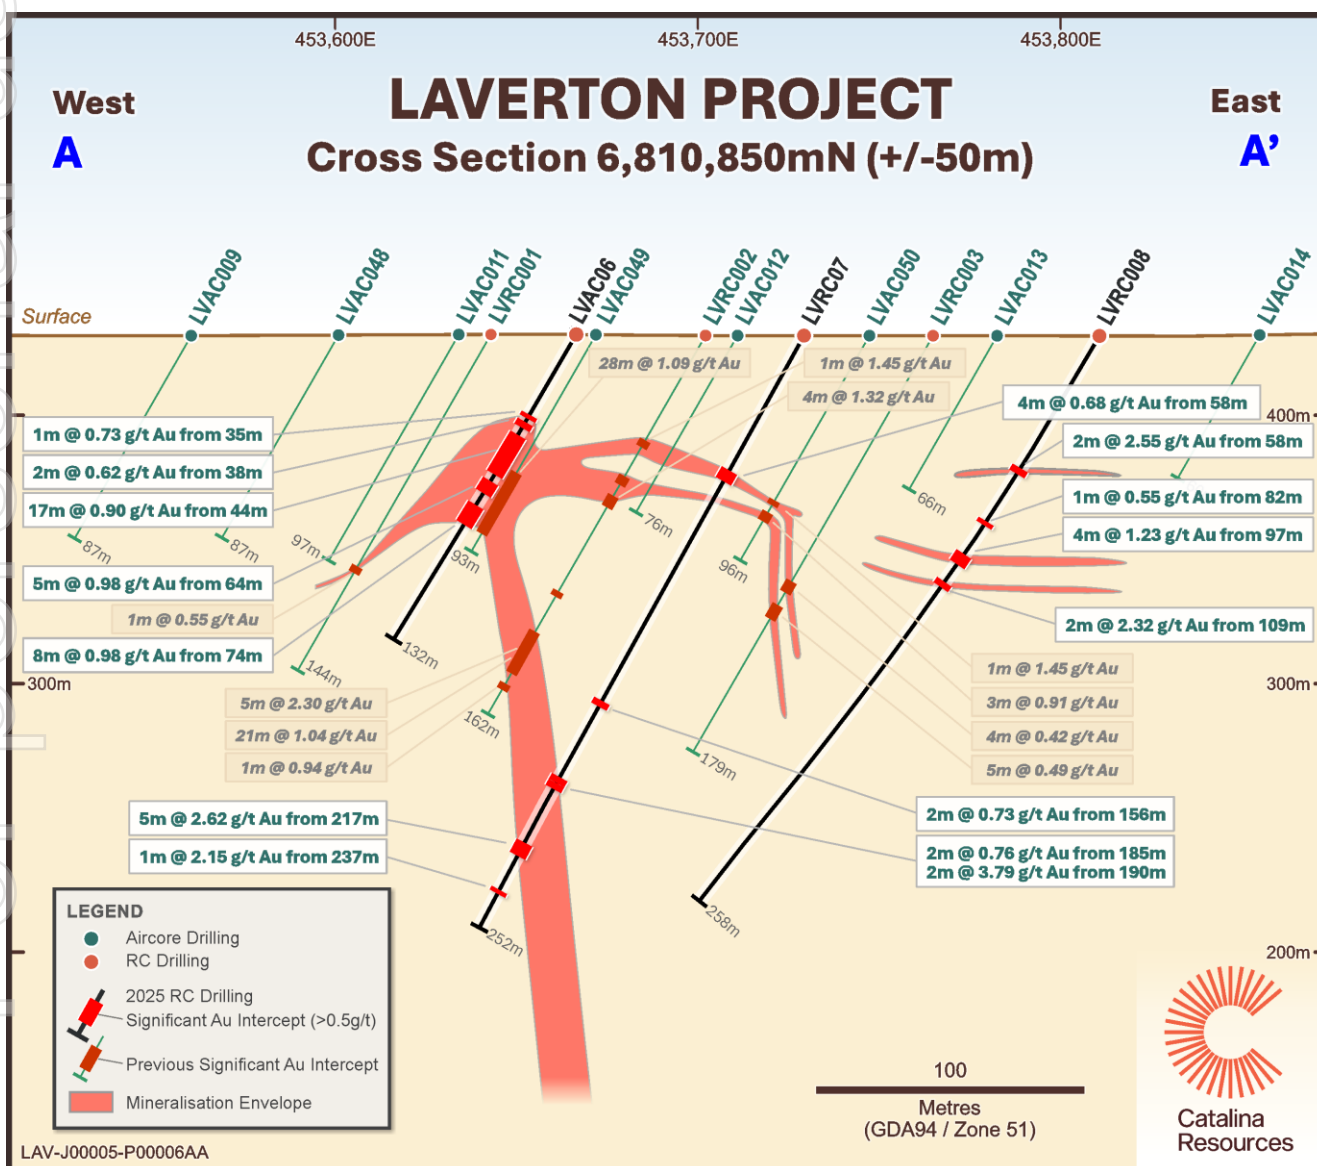 453,600E
453,700E
453,800E
West
East
LAVERTON PROJECT
A
A’
Cross Section 6,810,850mN (+/-50m)
LVAC009
LVAC048
LVAC011
LVRC001
LVAC06
LVAC049
LVRC002
LVAC012
LVRC07
LVAC050
LVRC003
LVAC013
LVRC008
LVAC014
Surface
28m @ 1.09 g/t Au
1m @ 1.45 g/t Au
4m @ 1.32 g/t Au
4m @ 0.68 g/t Au from 58m
400m
1m @ 0.73 g/t Au from 35m
2m @ 2.55 g/t Au from 58m
2m @ 0.62 g/t Au from 38m
1m @ 0.55 g/t Au from 82m
17m @ 0.90 g/t Au from 44m
66m
76m
4m @ 1.23 g/t Au from 97m
87m
87m
97m
93m
96m
5m @ 0.98 g/t Au from 64m
1m @ 0.55 g/t Au
2m @ 2.32 g/t Au from 109m
8m @ 0.98 g/t Au from 74m
132m
144m
1m @ 1.45 g/t Au
300m
300m
5m @ 2.30 g/t Au
3m @ 0.91 g/t Au
162m
21m @ 1.04 g/t Au
4m @ 0.42 g/t Au
1m @ 0.94 g/t Au
179m
5m @ 0.49 g/t Au
5m @ 2.62 g/t Au from 217m
2m @ 0.73 g/t Au from 156m
1m @ 2.15 g/t Au from 237m
2m @ 0.76 g/t Au from 185m
2m @ 3.79 g/t Au from 190m
258m
252m
200m
LEGEND
Aircore Drilling
RC Drilling
2025 RC Drilling
Significant Au Intercept (>0.5g/t)
Previous Significant Au Intercept
Mineralisation Envelope
100
Metres
(GDA94 / Zone 51)
Catalina
Resources
LAV-J00005-P00006AA